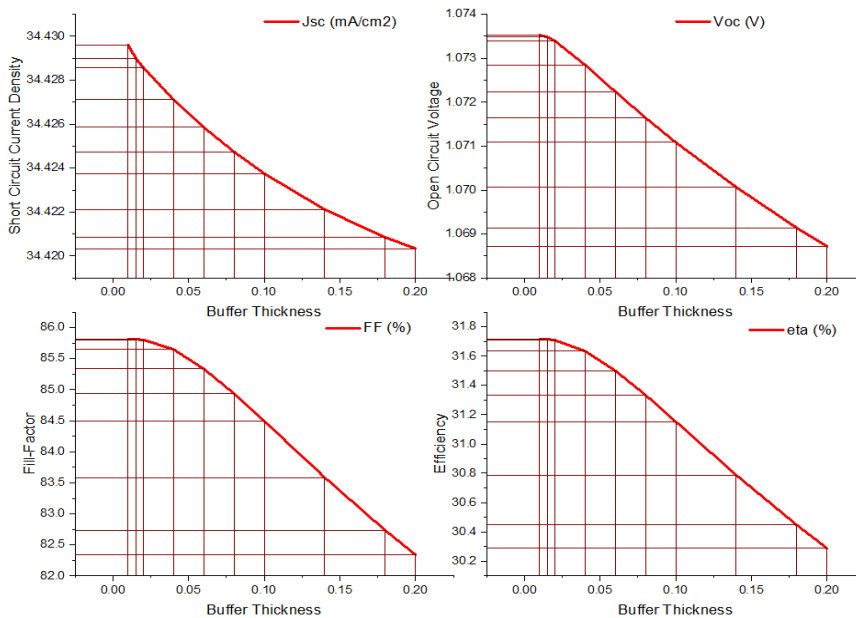 Jsc (mA/cm2)
Short Circuit Current Density
34.430
34.428
34.426
34.424
34.422
34.420
0.00 0.05 0.10 0.15 0.20
Buffer Thickness
Voc (V)
Open Circuit Voltage
1.074
1.073
1.072
1.071
1.070
1.069
1.068
0.00 0.05 0.10 0.15 0.20
Buffer Thickness
FF (%)
Fill-Factor
86.0
85.5
85.0
84.5
84.0
83.5
83.0
82.5
82.0
0.00 0.05 0.10 0.15 0.20
Buffer Thickness
eta (%)
Efficiency
31.8
31.6
31.4
31.2
31.0
30.8
30.6
30.4
30.2
0.00 0.05 0.10 0.15 0.20
Buffer Thickness